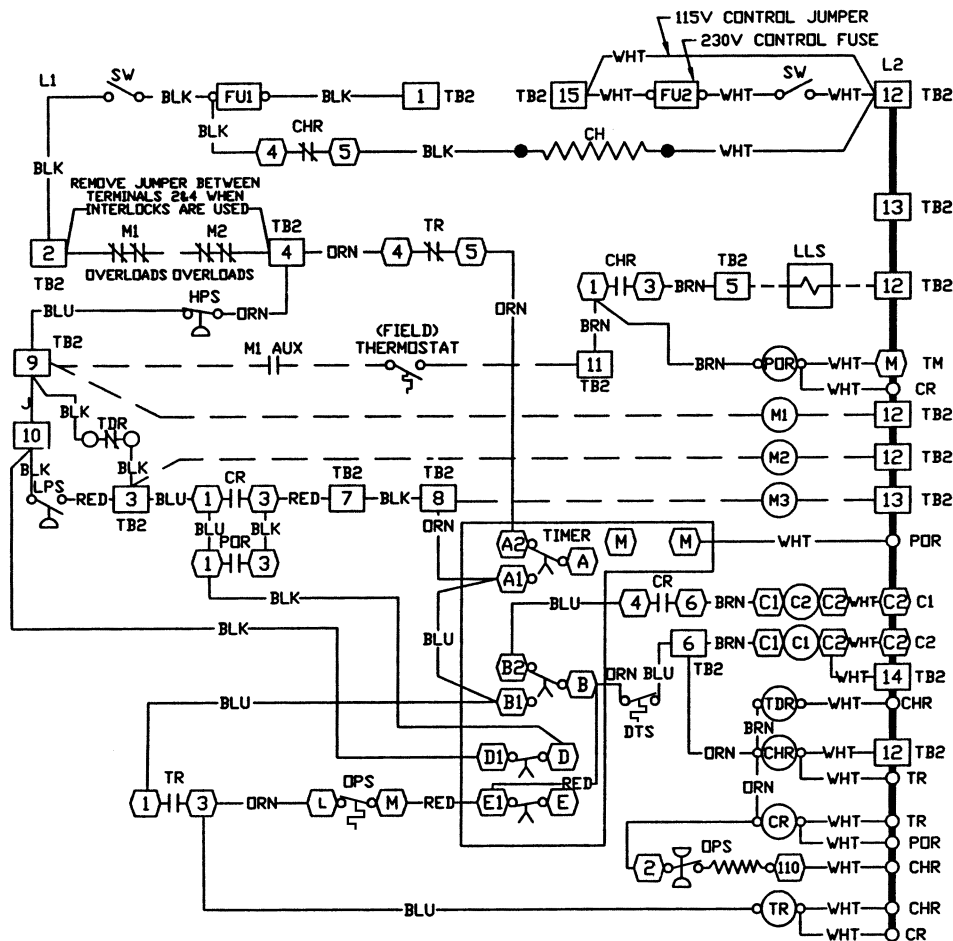 115V CONTROL JUMPER
WHT 230V CONTROL FUSE
L1 SW SW L2
BLK FU1 BLK 1 TB2 TB2 15 WHT FU2 WHT WHT 12 TB2
BLK CHR CH
4 5 BLK WHT
BLK
REMOVE JUMPER BETWEEN
TERMINALS 2&4 WHEN
INTERLOCKS ARE USED
13 TB2
M1 M2 TB2 TR
2 4 ORN 4 5
TB2 OVERLOADS OVERLOADS
CHR TB2 LLS
1 3 BRN 5 12 TB2
HPS
BLU ORN ORN
BRN
(FIELD)
TB2 M1 AUX THERMOSTAT
9 11 BRN POR WHT M TM
TB2 WHT CR
J BLK TDR M1 12 TB2
10
BLK BLK M2 12 TB2
LPS CR TB2 TB2
RED 3 BLU 1 3 RED 7 BLK 8 M3 13 TB2
TB2
BLU BLK ORN
POR A2 TIMER M M WHT POR
1 3 A1 A
CR
BLK BLU 4 6 BRN C1 C2 C2 WHT C2 C1
BLK BLU 6 BRN C1 C1 C2 WHT C2 C2
B2 ORN BLU TB2 WHT 14 TB2
BLU B1 B DTS TDR WHT CHR
BRN
D1 D ORN CHR WHT 12 TB2
TR OPS RED WHT TR
1 3 ORN L M RED E1 E ORN
CR WHT TR
OPS WHT POR
2 110 WHT CHR
BLU TR WHT CHR
WHT CR